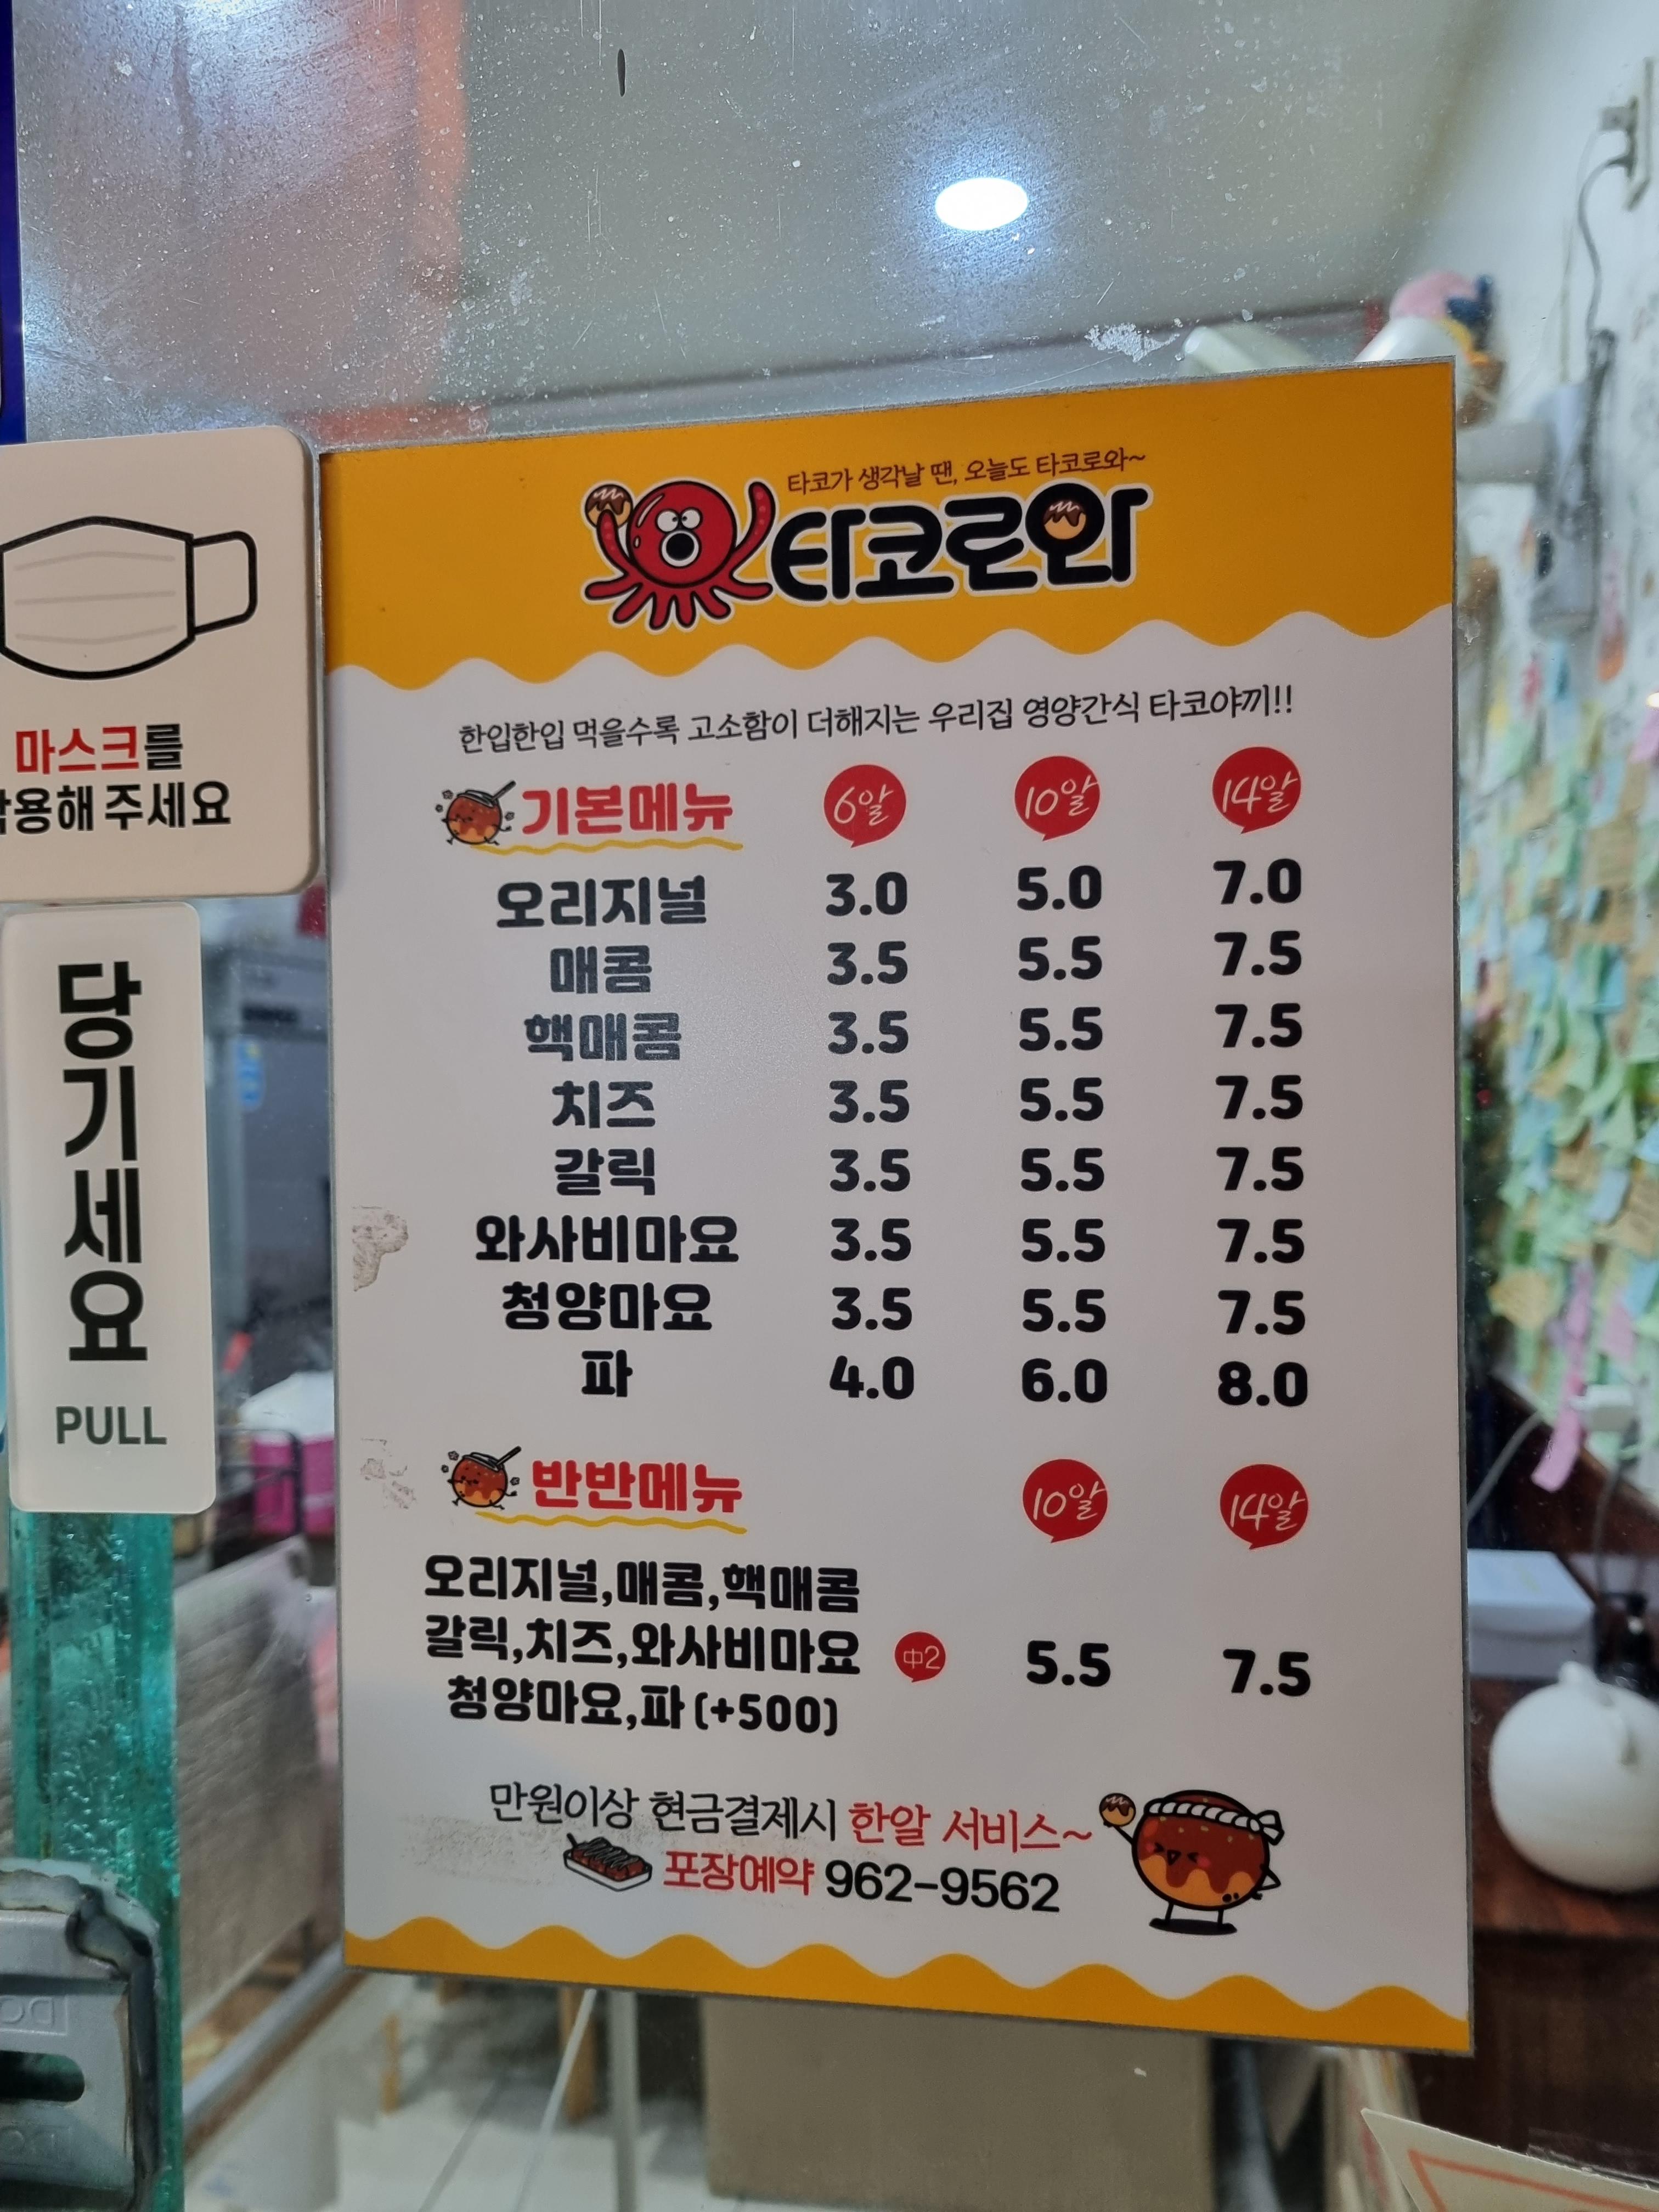 마스크를
착용해 주세요
당기세요
PULL
타코가 생각날 땐, 오늘도 타코로와~
타코로와
한입한입 먹을수록 고소함이 더해지는 우리집 영양간식 타코야끼!!
기본메뉴 6알 10알 14알
오리지널 3.0 5.0 7.0
매콤 3.5 5.5 7.5
핵매콤 3.5 5.5 7.5
치즈 3.5 5.5 7.5
갈릭 3.5 5.5 7.5
와사비마요 3.5 5.5 7.5
청양마요 3.5 5.5 7.5
파 4.0 6.0 8.0
반반메뉴 10알 14알
오리지널,매콤,핵매콤
갈릭,치즈,와사비마요 中2 5.5 7.5
청양마요,파(+500)
만원이상 현금결제시 한알 서비스~
포장예약 962-9562